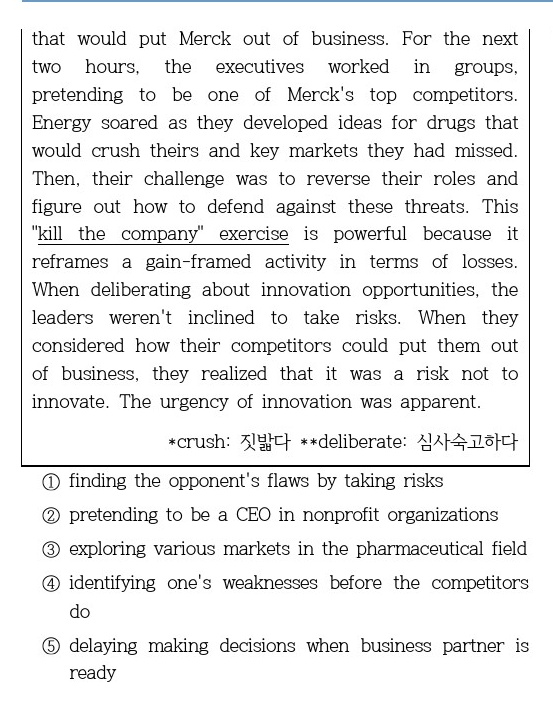 that would put Merck out of business. For the next
two hours, the executives worked in groups,
pretending to be one of Merck's top competitors.
Energy soared as they developed ideas for drugs that
would crush theirs and key markets they had missed.
Then, their challenge was to reverse their roles and
figure out how to defend against these threats. This
"kill the company" exercise is powerful because it
reframes a gain-framed activity in terms of losses.
When deliberating about innovation opportunities, the
leaders weren't inclined to take risks. When they
considered how their competitors could put them out
of business, they realized that it was a risk not to
innovate. The urgency of innovation was apparent.
*crush: 짓밟다 **deliberate: 심사숙고하다
① finding the opponent's flaws by taking risks
② pretending to be a CEO in nonprofit organizations
③ exploring various markets in the pharmaceutical field
④ identifying one's weaknesses before the competitors
do
⑤ delaying making decisions when business partner is
ready